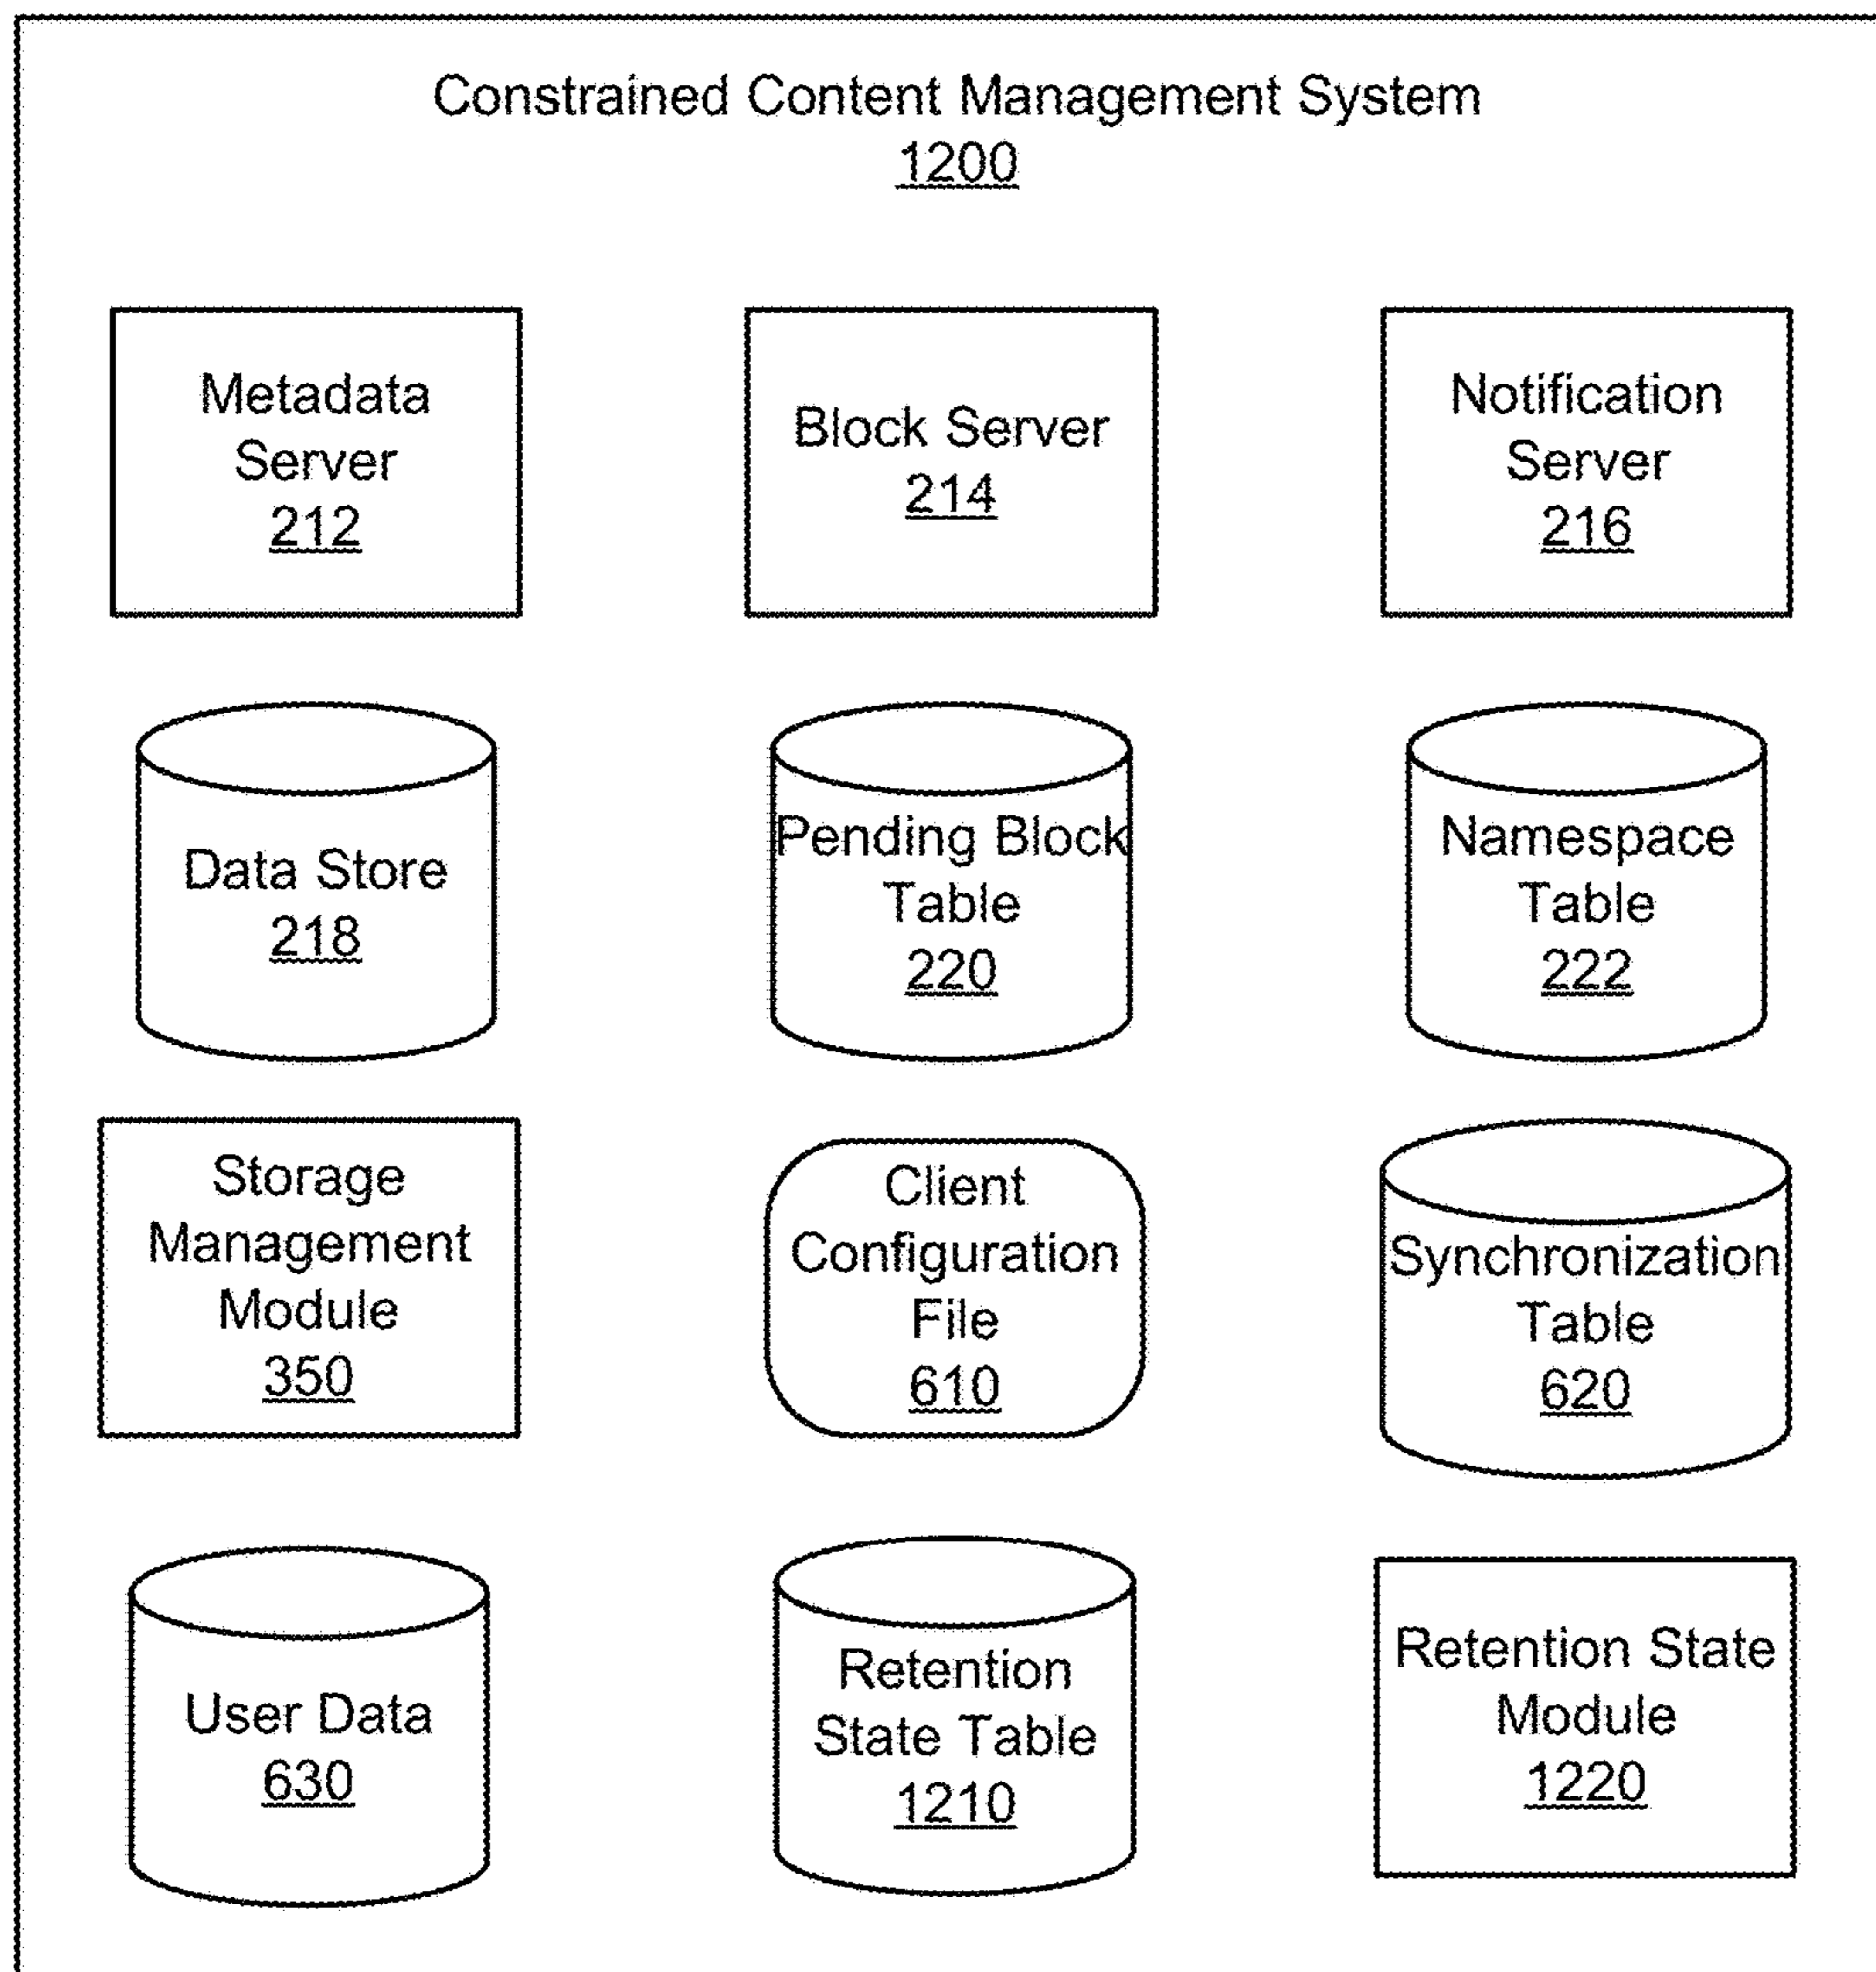 Constrained Content Management System
1200
Metadata
Server
212
Block Server
214
Notification
Server
216
Data Store
218
Pending Block
Table
220
Namespace
Table
222
Storage
Management
Module
350
Client
Configuration
File
610
Synchronization
Table
620
User Data
630
Retention
State Table
1210
Retention State
Module
1220